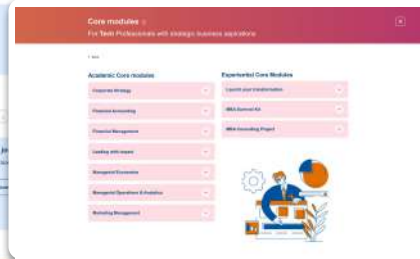 Core modules
For Tech Professionals with strategic business aspirations
Academic Core modules
Corporate Strategy
Financial Accounting
Financial Management
Leading with impact
Managerial Economics
Managerial Operations & Analytics
Marketing Management
Experiential Core Modules
Launch your transformation
MBA Survival Kit
MBA Consulting Project